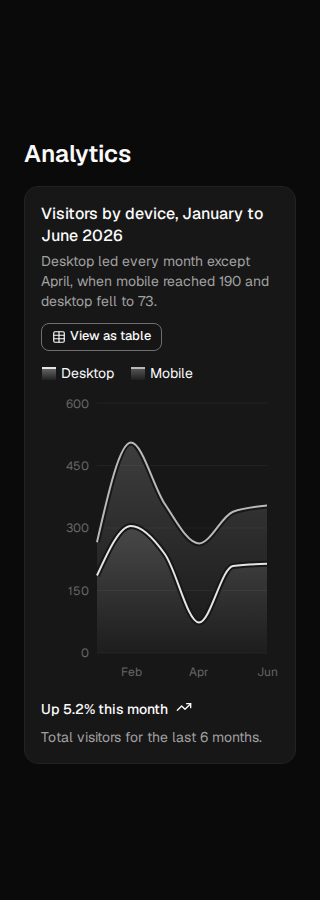 Analytics
Visitors by device, January to
June 2026
Desktop led every month except
April, when mobile reached 190 and
desktop fell to 73.
View as table
Desktop Mobile
600
450
300
150
0
Feb Apr Jun
Up 5.2% this month
Total visitors for the last 6 months.